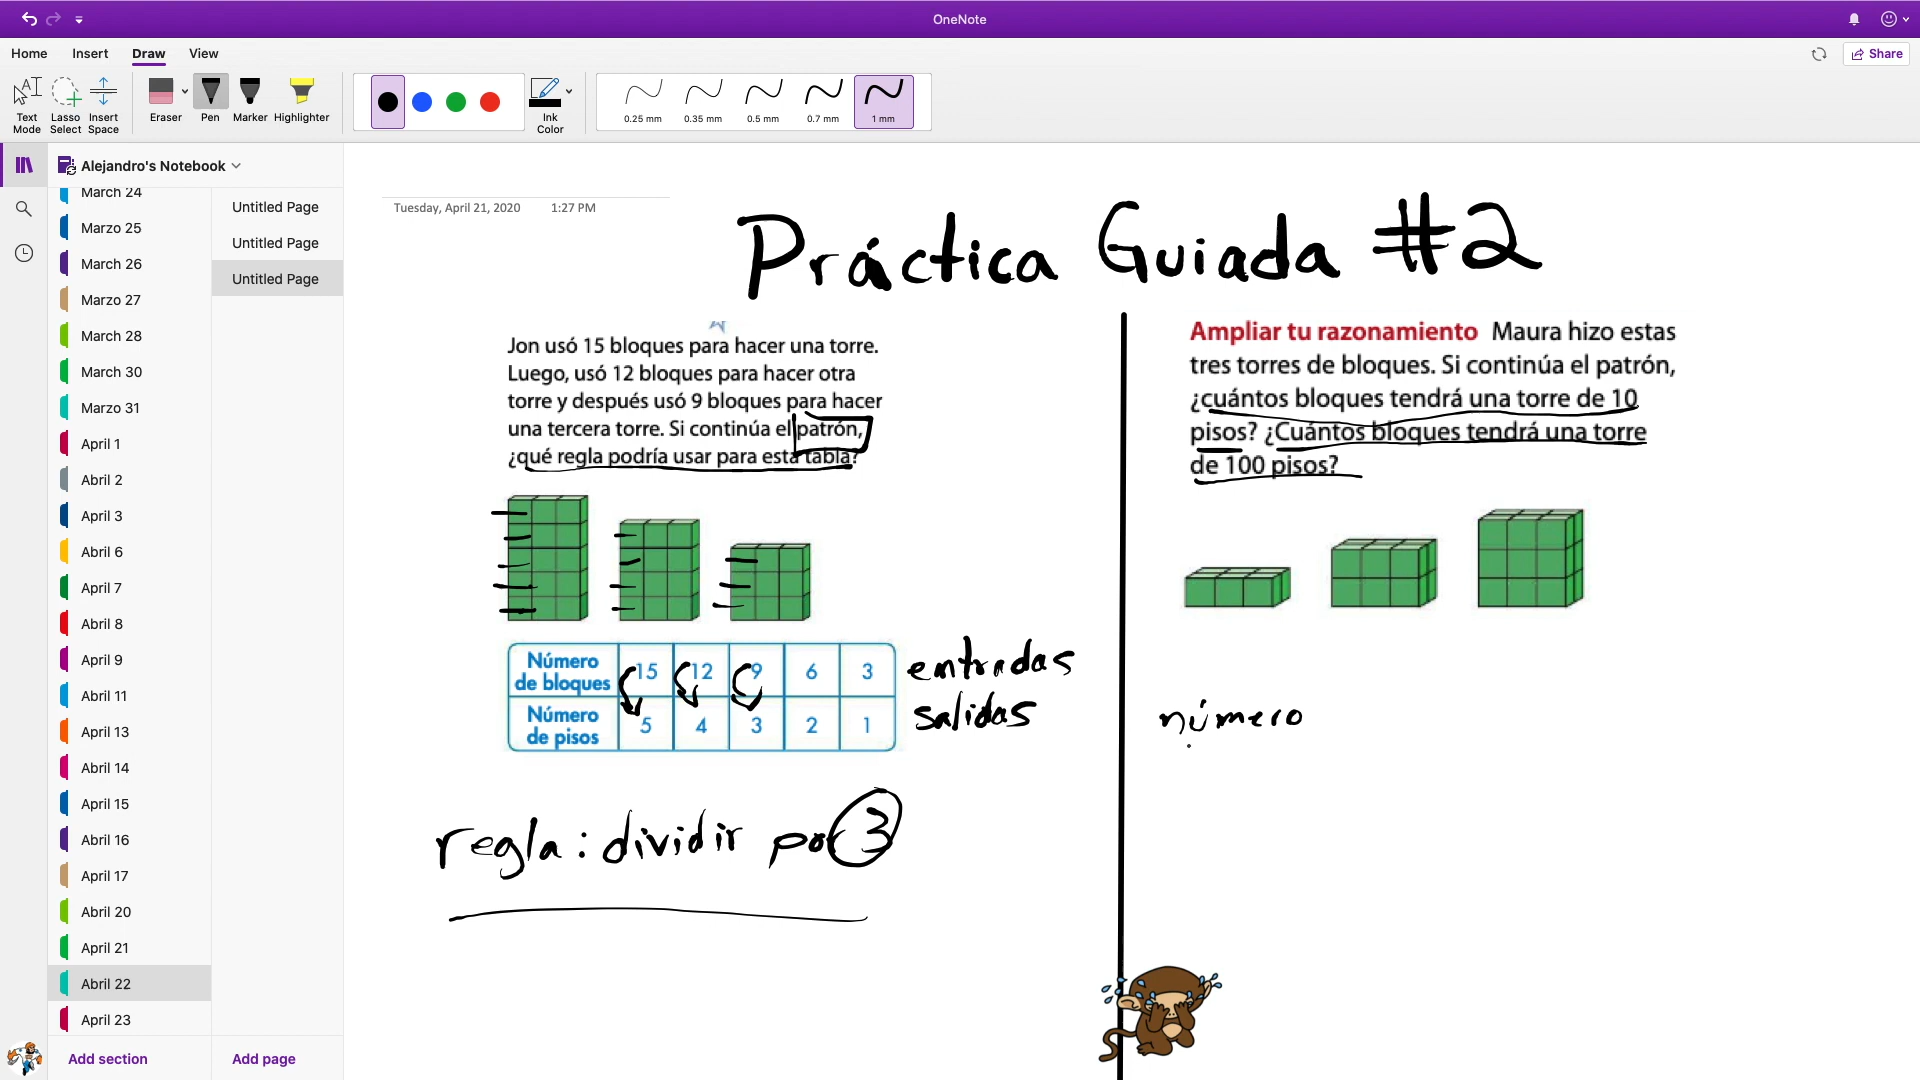 OneNote
Home Insert Draw View
Share
Text Mode
Lasso Select
Insert Space
Eraser
Pen
Marker
Highlighter
Ink Color
0.25 mm
0.35 mm
0.5 mm
0.7 mm
1 mm
Alejandro's Notebook
March 24
Marzo 25
March 26
Marzo 27
March 28
March 30
Marzo 31
April 1
Abril 2
April 3
Abril 6
April 7
Abril 8
April 9
Abril 11
April 13
Abril 14
April 15
Abril 16
April 17
Abril 20
April 21
Abril 22
April 23
Add section
Untitled Page
Untitled Page
Untitled Page
Add page
Tuesday, April 21, 2020 1:27 PM
Práctica Guiada #2
Jon usó 15 bloques para hacer una torre.
Luego, usó 12 bloques para hacer otra
torre y después usó 9 bloques para hacer
una tercera torre. Si continúa el patrón,
¿qué regla podría usar para esta tabla?
Número de bloques 15 12 9 6 3
Número de pisos 5 4 3 2 1
entradas
salidas
regla: dividir por 3
Ampliar tu razonamiento Maura hizo estas
tres torres de bloques. Si continúa el patrón,
¿cuántos bloques tendrá una torre de 10
pisos? ¿Cuántos bloques tendrá una torre
de 100 pisos?
número